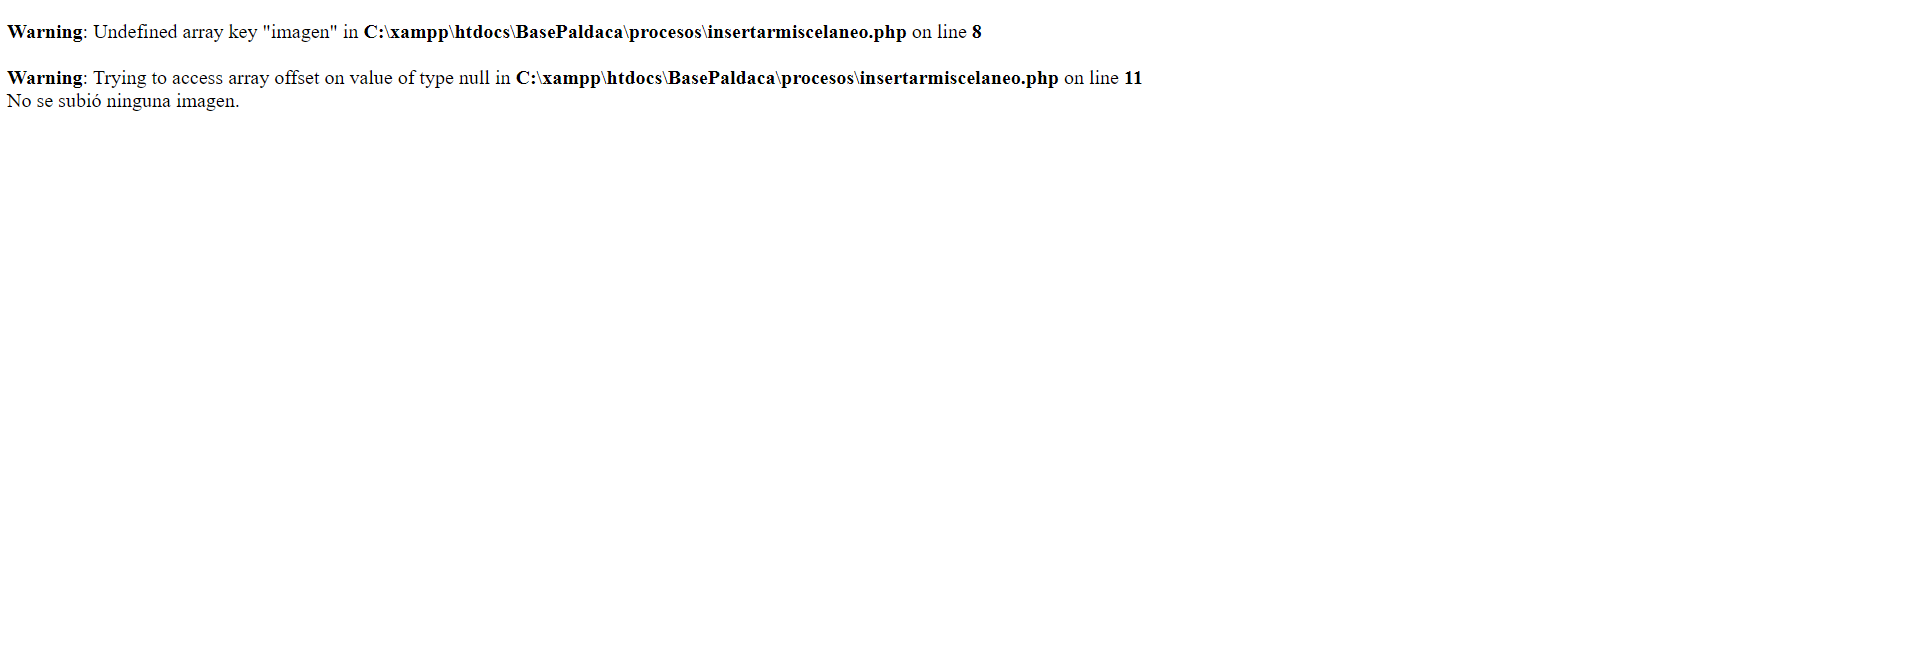 Warning: Undefined array key "imagen" in C:\xampp\htdocs\BasePaldaca\procesos\insertarmiscelaneo.php on line 8
Warning: Trying to access array offset on value of type null in C:\xampp\htdocs\BasePaldaca\procesos\insertarmiscelaneo.php on line 11
No se subió ninguna imagen.